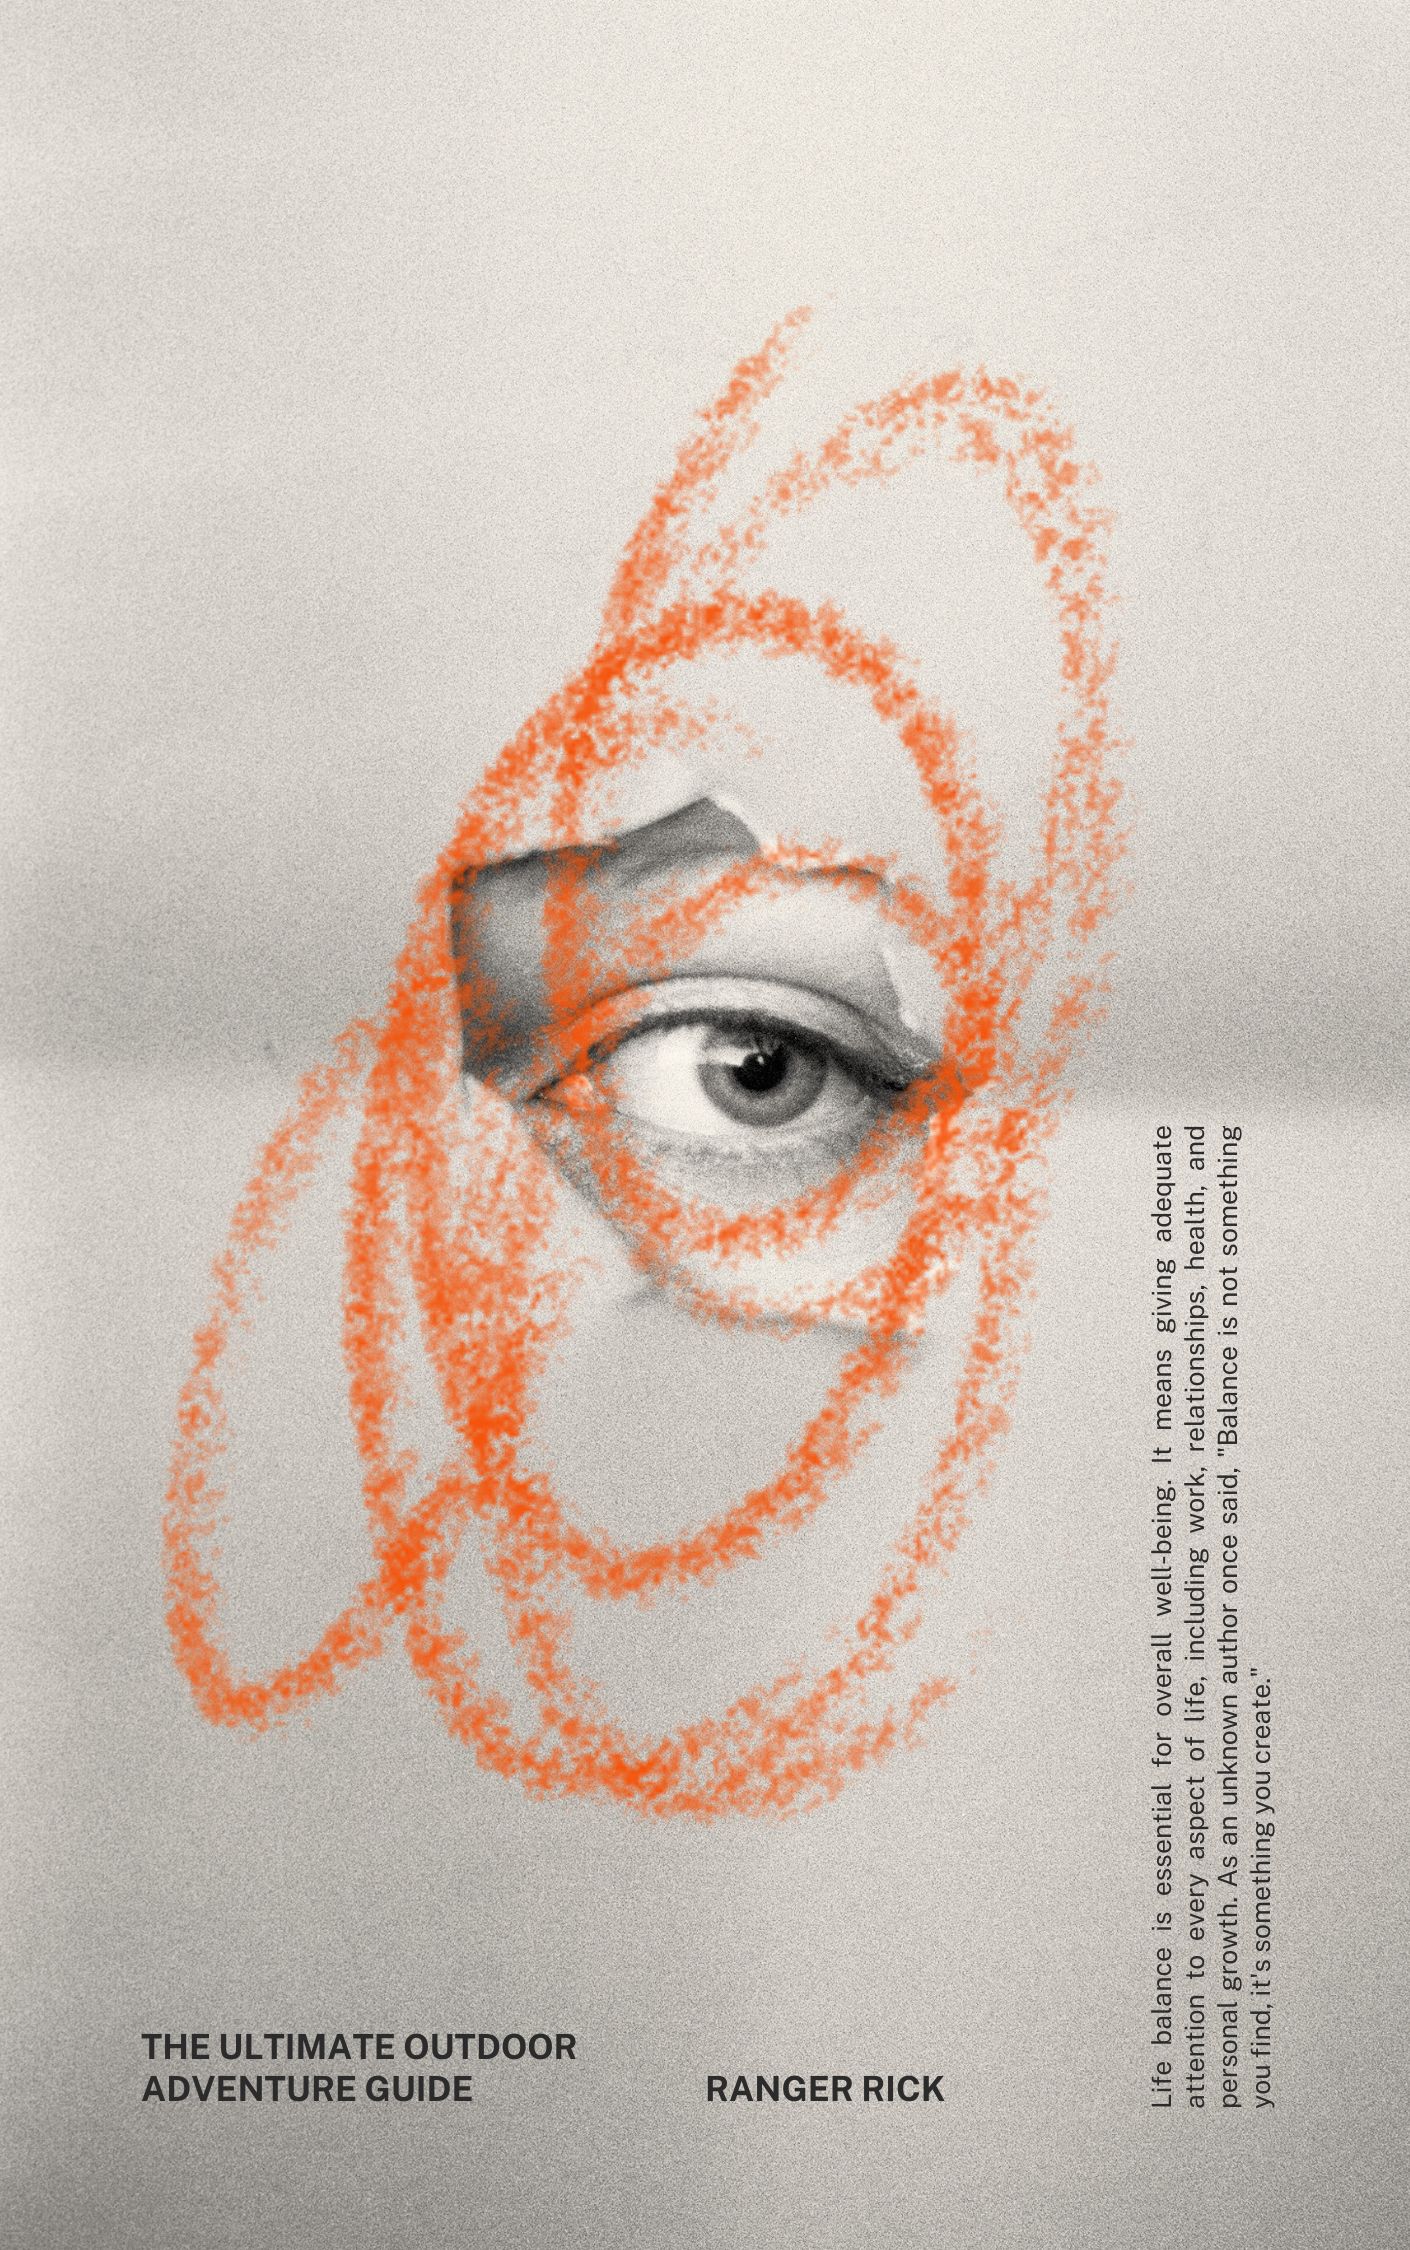 THE ULTIMATE OUTDOOR
ADVENTURE GUIDE
RANGER RICK
Life balance is essential for overall well-being. It means giving adequate
attention to every aspect of life, including work, relationships, health, and
personal growth. As an unknown author once said, "Balance is not something
you find, it's something you create."